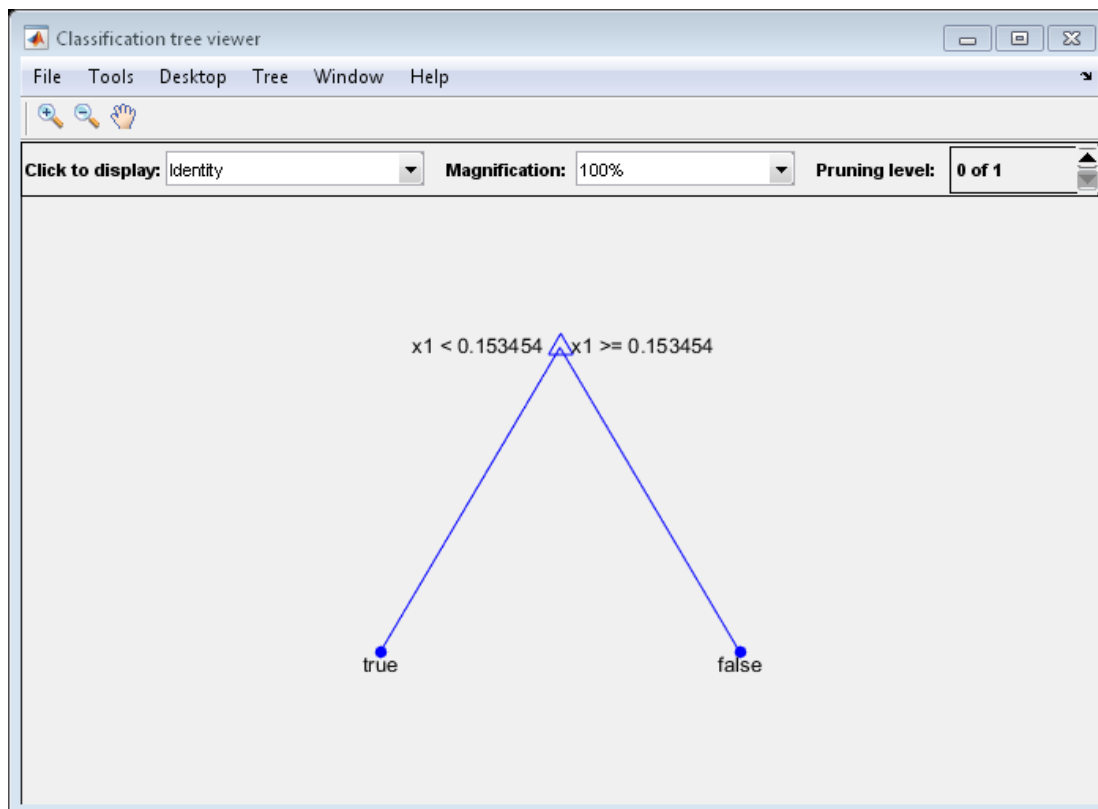 Classification tree viewer
File Tools Desktop Tree Window Help
Click to display: Identity Magnification: 100% Pruning level: 0 of 1
x1 < 0.153454 x1 >= 0.153454
true false